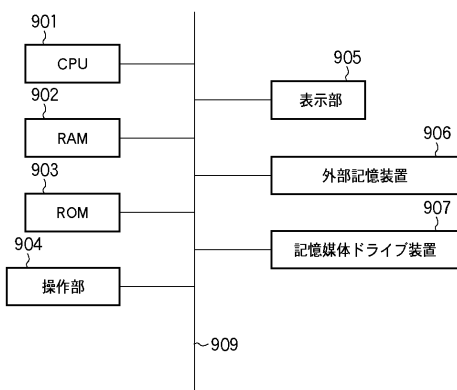 901
CPU
902
RAM
903
ROM
904
操作部
905
表示部
906
外部記憶装置
907
記憶媒体ドライブ装置
909